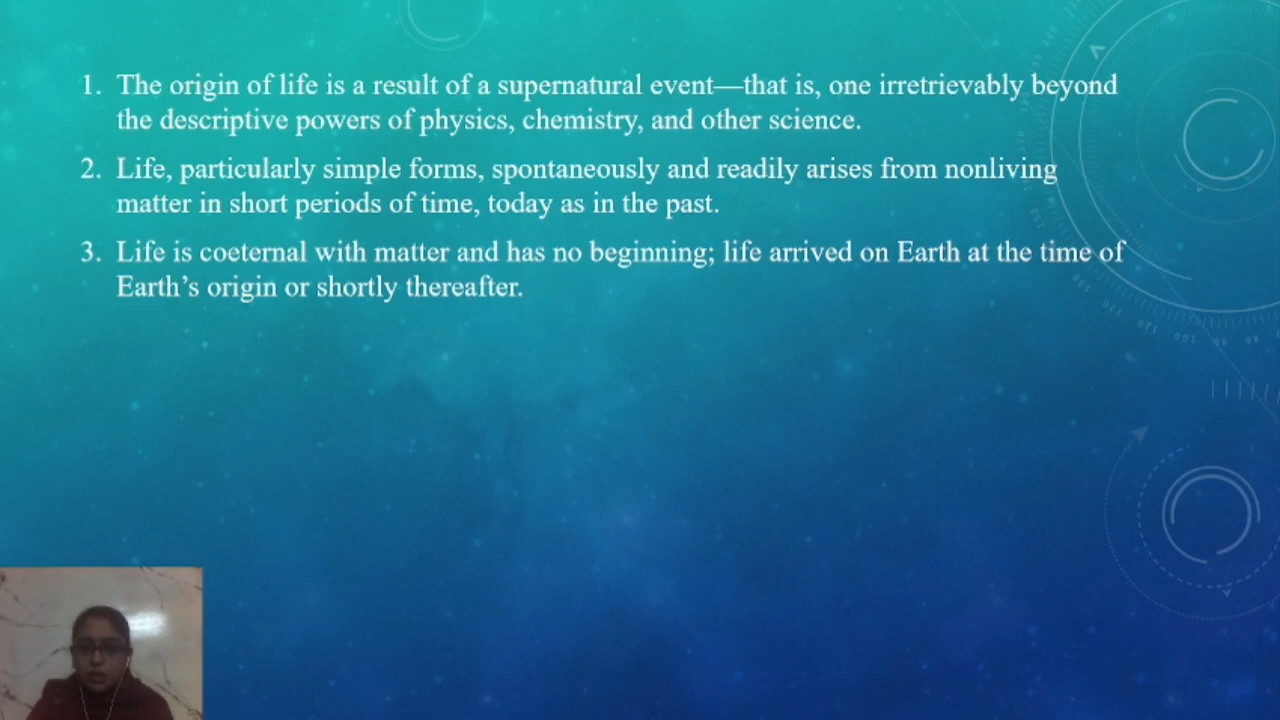 1. The origin of life is a result of a supernatural event—that is, one irretrievably beyond
the descriptive powers of physics, chemistry, and other science.
2. Life, particularly simple forms, spontaneously and readily arises from nonliving
matter in short periods of time, today as in the past.
3. Life is coeternal with matter and has no beginning; life arrived on Earth at the time of
Earth’s origin or shortly thereafter.